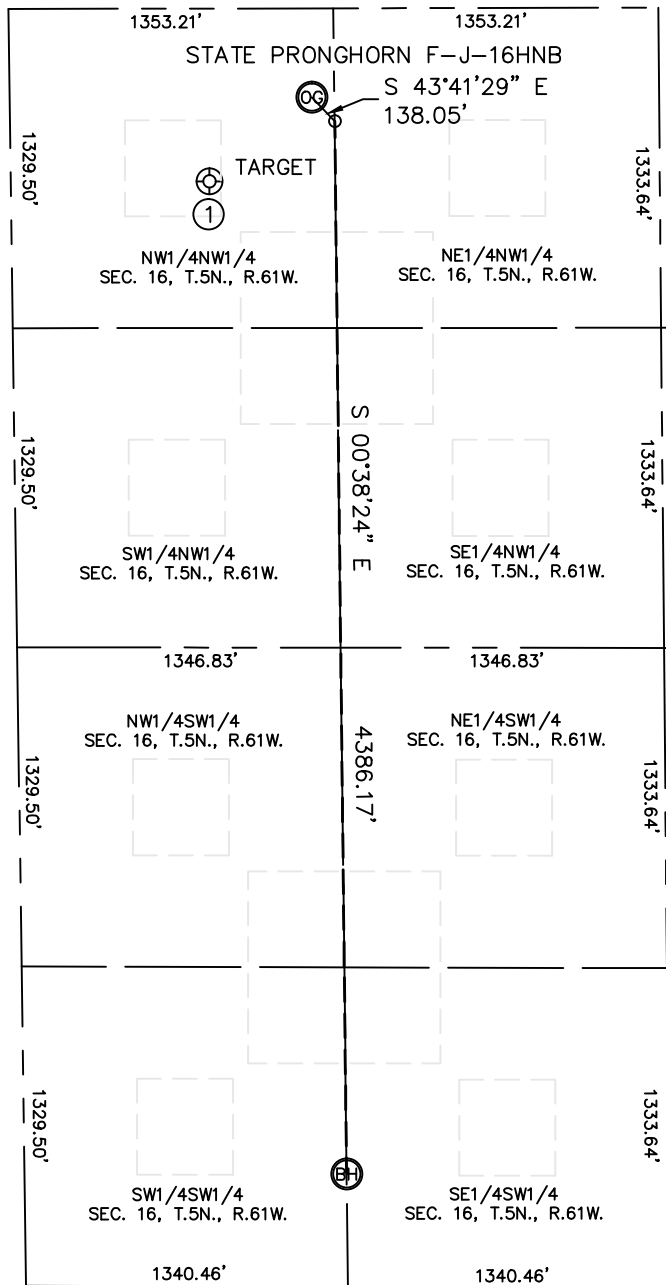 1353.21' 1353.21'
STATE PRONGHORN F-J-16HNB
OG
S 43°41'29" E
138.05'
1329.50'
TARGET
1
1333.64'
NW1/4NW1/4
SEC. 16, T.5N., R.61W.
NE1/4NW1/4
SEC. 16, T.5N., R.61W.
S 00°38'24" E
1329.50'
1333.64'
SW1/4NW1/4
SEC. 16, T.5N., R.61W.
SE1/4NW1/4
SEC. 16, T.5N., R.61W.
1346.83' 1346.83'
NW1/4SW1/4
SEC. 16, T.5N., R.61W.
NE1/4SW1/4
SEC. 16, T.5N., R.61W.
4386.17'
1329.50'
1333.64'
1329.50'
1333.64'
BH
SW1/4SW1/4
SEC. 16, T.5N., R.61W.
SE1/4SW1/4
SEC. 16, T.5N., R.61W.
1340.46' 1340.46'